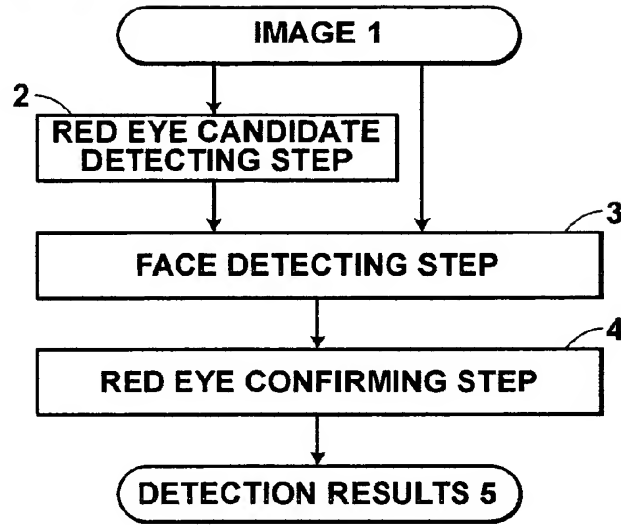 IMAGE 1
2
RED EYE CANDIDATE
DETECTING STEP
3
FACE DETECTING STEP
4
RED EYE CONFIRMING STEP
DETECTION RESULTS 5